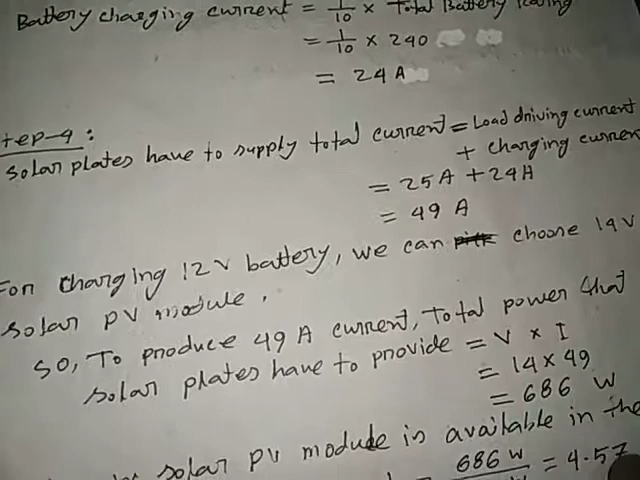 Battery charging current = 1/10 × Total Battery Rating
= 1/10 × 240
= 24 A
tep-4:
Solar plates have to supply total current = Load driving current
+ charging curren
= 25A + 24A
= 49 A
For charging 12v battery, we can choose 14v
solar PV module.
So, To produce 49 A current, Total power that
solar plates have to provide = V × I
= 14 × 49
= 686 W
solar PV module is available in the
686 W = 4.57